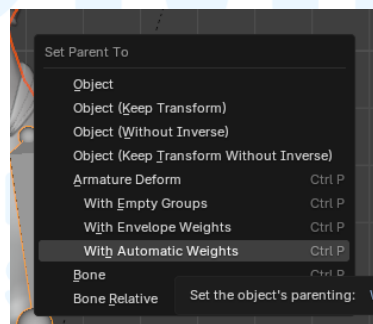 Set Parent To
Object
Object (Keep Transform)
Object (Without Inverse)
Object (Keep Transform Without Inverse)
Armature Deform Ctrl P
With Empty Groups Ctrl P
With Envelope Weights Ctrl P
With Automatic Weights Ctrl P
Bone Ctrl P
Bone Relative
Set the object's parenting: